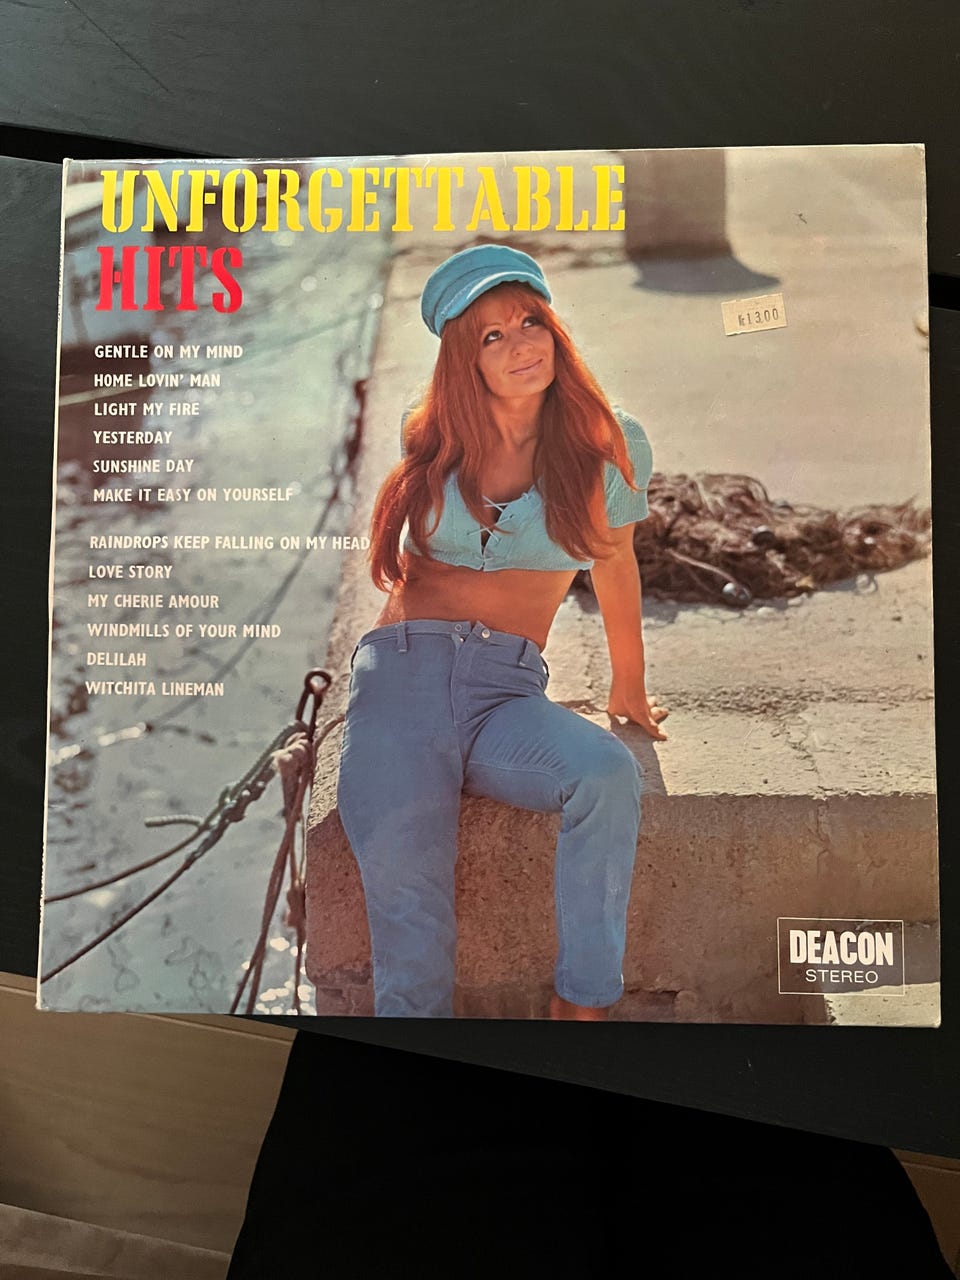 UNFORGETTABLE
HITS
Kr13,00
GENTLE ON MY MIND
HOME LOVIN' MAN
LIGHT MY FIRE
YESTERDAY
SUNSHINE DAY
MAKE IT EASY ON YOURSELF
RAINDROPS KEEP FALLING ON MY HEAD
LOVE STORY
MY CHERIE AMOUR
WINDMILLS OF YOUR MIND
DELILAH
WITCHITA LINEMAN
DEACON
STEREO